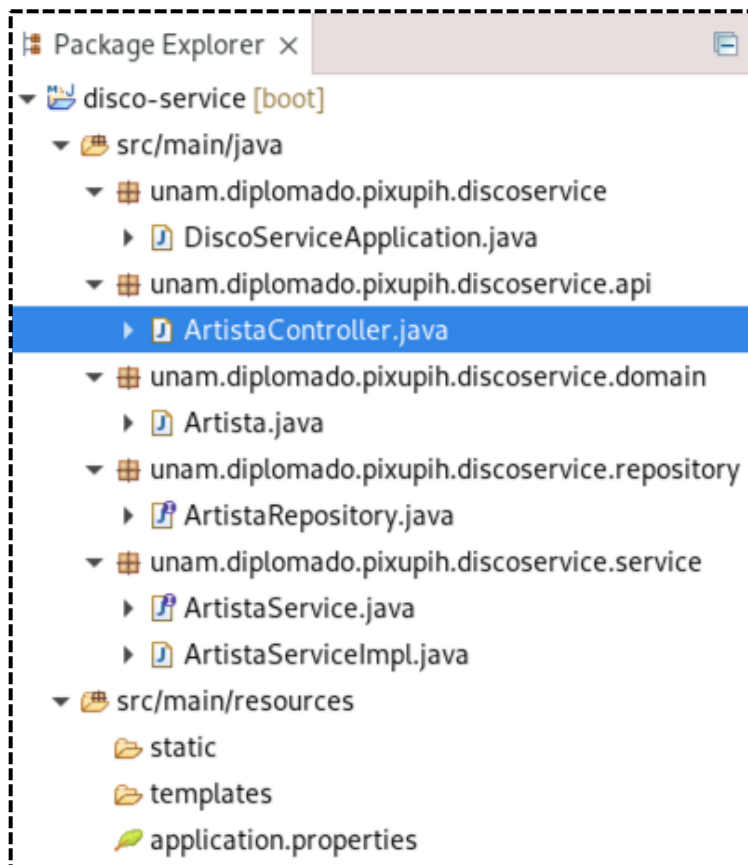 Package Explorer ×
disco-service [boot]
src/main/java
unam.diplomado.pixupih.discoservice
DiscoServiceApplication.java
unam.diplomado.pixupih.discoservice.api
ArtistaController.java
unam.diplomado.pixupih.discoservice.domain
Artista.java
unam.diplomado.pixupih.discoservice.repository
ArtistaRepository.java
unam.diplomado.pixupih.discoservice.service
ArtistaService.java
ArtistaServiceImpl.java
src/main/resources
static
templates
application.properties